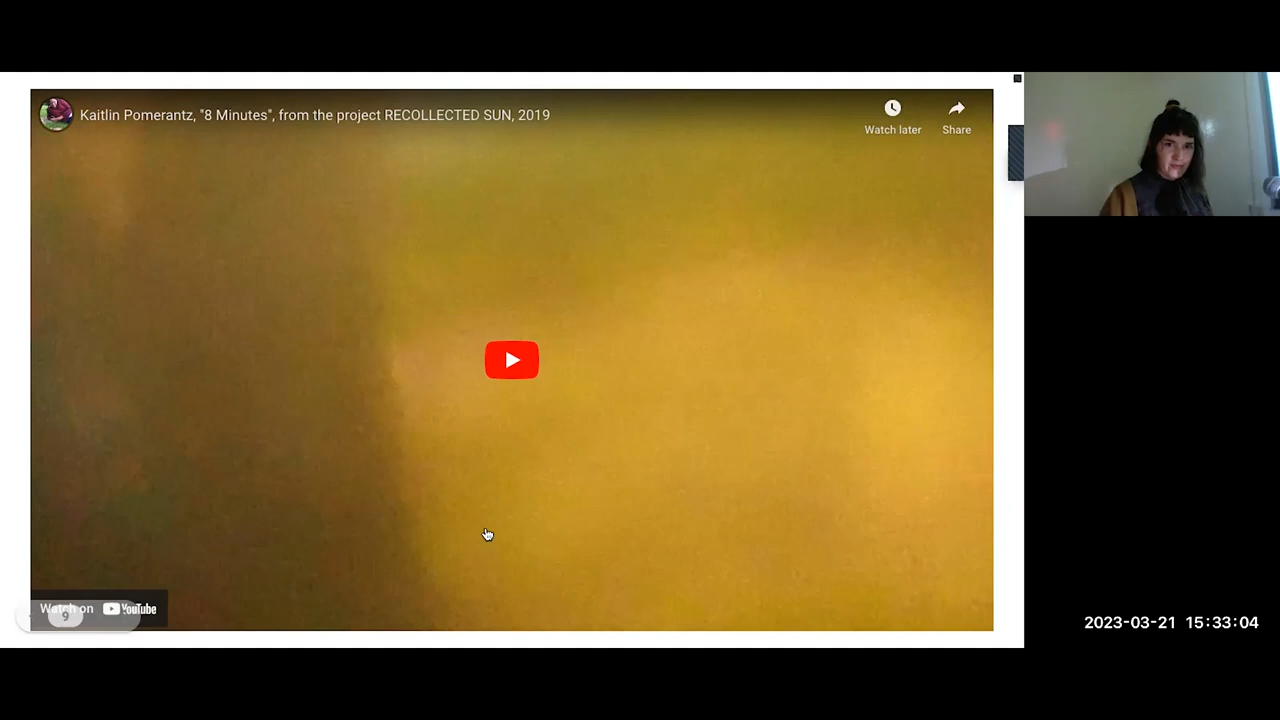 Kaitlin Pomerantz, "8 Minutes", from the project RECOLLECTED SUN, 2019
Watch later
Share
Watch on YouTube
9
2023-03-21 15:33:04